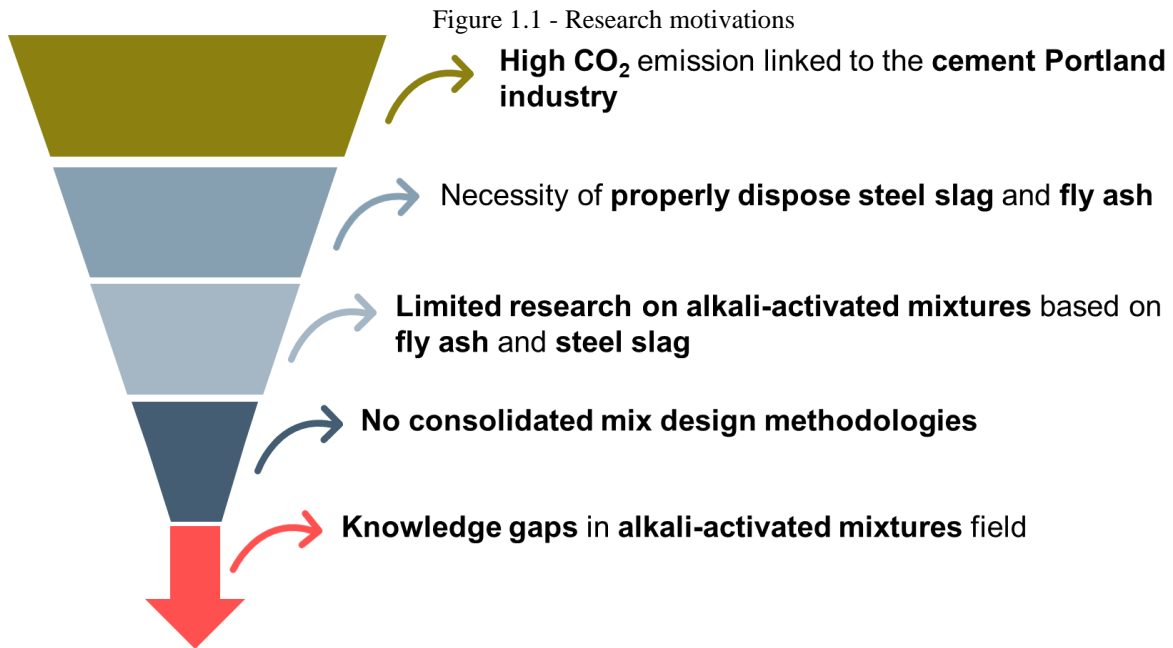 Figure 1.1 - Research motivations
High CO₂ emission linked to the cement Portland
industry
Necessity of properly dispose steel slag and fly ash
Limited research on alkali-activated mixtures based on
fly ash and steel slag
No consolidated mix design methodologies
Knowledge gaps in alkali-activated mixtures field